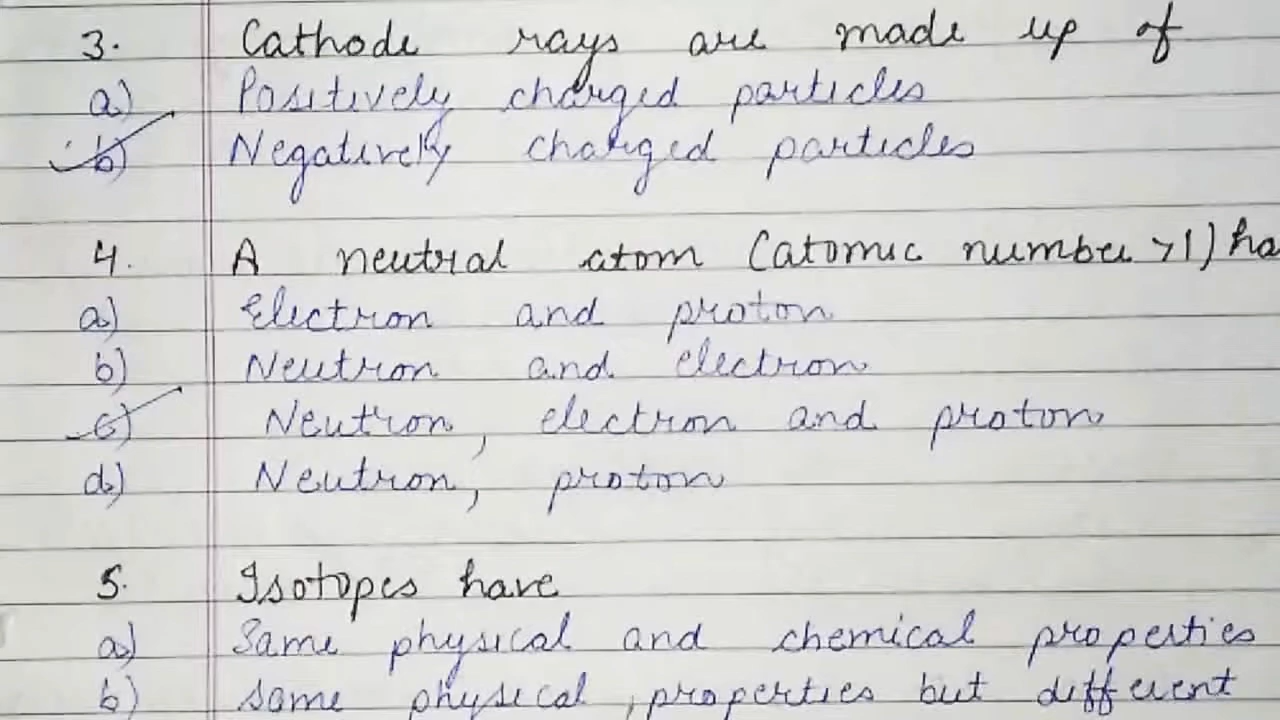 3. Cathode rays are made up of
a) Positively charged particles
b) Negatively charged particles
4. A neutral atom (atomic number >1) ha
a) Electron and proton
b) Neutron and electron
c) Neutron, electron and proton
d) Neutron, proton
5. Isotopes have
a) Same physical and chemical properties
b) same physical, properties but different